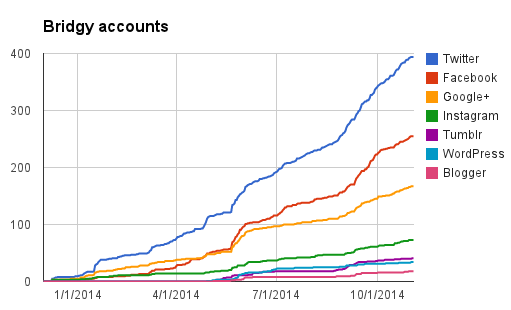 Bridgy accounts
400
300
200
100
0
1/1/2014
4/1/2014
7/1/2014
10/1/2014
Twitter
Facebook
Google+
Instagram
Tumblr
WordPress
Blogger